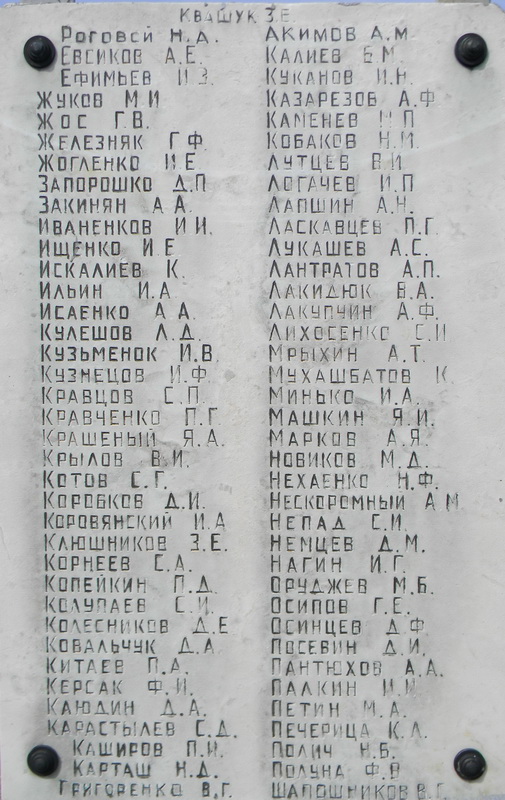 КВАШУК З.Е.
РОГОВОЙ Н.Д.
ЕВСИКОВ А.Е.
ЕФИМЬЕВ И.З.
ЖУКОВ М.И
ЖОС Г.В.
ЖЕЛЕЗНЯК Г.Ф.
ЖОГЛЕНКО И.Е
ЗАПОРОШКО Д.П
ЗАКИНЯН А.А.
ИВАНЕНКОВ И.И.
ИЩЕНКО И.Е
ИСКАЛИЕВ К.
ИЛЬИН И.А
ИСАЕНКО А.А.
КУЛЕШОВ Л.Д.
КУЗЬМЕНОК И.В.
КУЗНЕЦОВ И.Ф
КРАВЦОВ С.П.
КРАВЧЕНКО П.Г
КРАШЕНЫЙ Я.А.
КРЫЛОВ В.И.
КОТОВ С.Г.
КОРОБКОВ Д.И.
КОРОВЯНСКИЙ И.А
КЛЮШНИКОВ З.Е.
КОРНЕЕВ С.А.
КОПЕЙКИН П.Д.
КОЛУПАЕВ С.И.
КОЛЕСНИКОВ Д.Е
КОВАЛЬЧУК Д.А
КИТАЕВ П.А.
КЕРСАК Ф.И.
КАЮДИН Д.А.
КАРАСТЫЛЕВ С.Д.
КАШИРОВ П.И.
КАРТАШ Н.Д.
ГРИГОРЕНКО В.Г.
АКИМОВ А.М.
КАЛИЕВ Б.М.
КУКАНОВ И.Н.
КАЗАРЕЗОВ А.Ф
КАМЕНЕВ П
КОБАКОВ Н.И.
ЛУТЦЕВ В.И
ЛОГАЧЕВ И.П
ЛАПШИН А.Н.
ЛАСКАВЦЕВ П.Г.
ЛУКАШЕВ А.С.
ЛАНТРАТОВ А.П.
ЛАКИДЮК В.А.
ЛАКУПЧИН А.Ф.
ЛИХОСЕНКО С.И
МРЫХИН А.Т.
МУХАШБАТОВ К
МИНЬКО И.А.
МАШКИН Я.И.
МАРКОВ А.Я.
НОВИКОВ М.Д.
НЕХАЕНКО Н.Ф.
НЕСКОРОМНЫЙ А.М
НЕПАД С.И.
НЕМЦЕВ Д.М.
НАГИН И.Г.
ОРУДЖЕВ М.Б.
ОСИПОВ Г.Е.
ОСИНЦЕВ Д.Ф
ПОСЕВИН Д.И.
ПАНТЮХОВ А.А.
ПАЛКИН И.И
ПЕТИН М.А.
ПЕЧЕРИЦА К.Л.
ПОЛИЧ Н.Б.
ПОЛУНА Ф.В
ШАПОШНИКОВ В.Г.